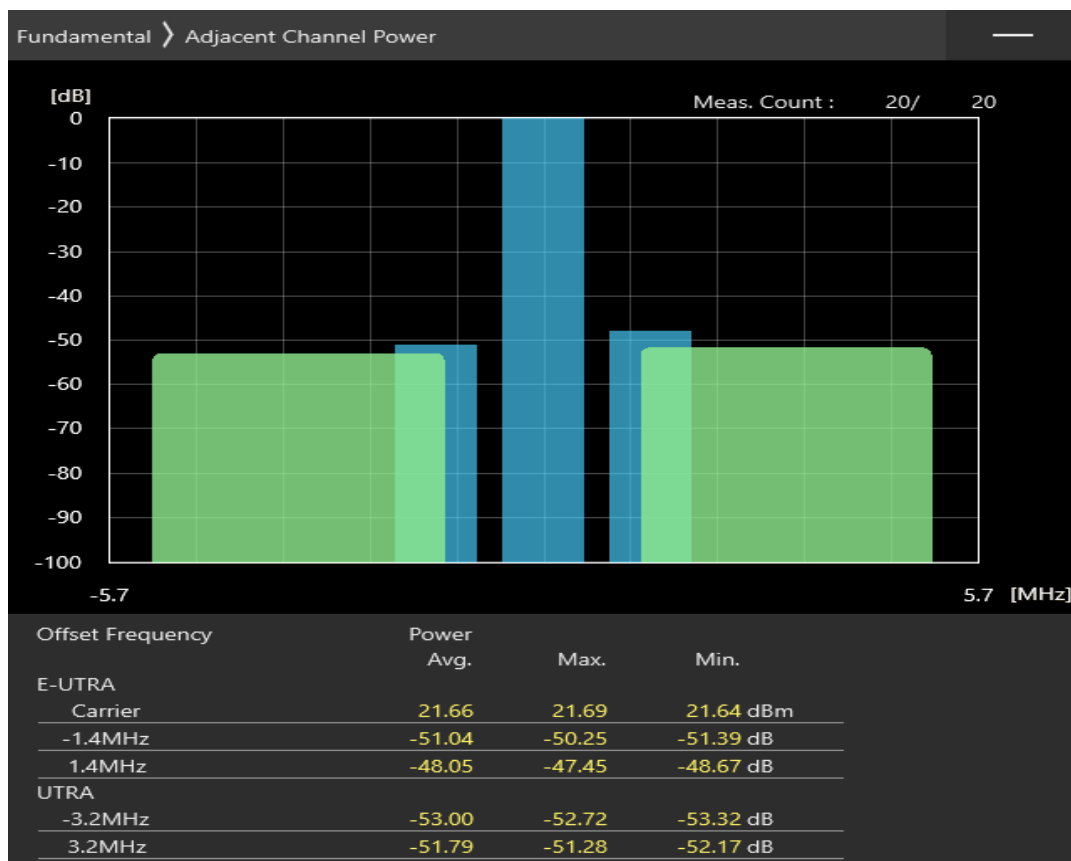 Fundamental 〉 Adjacent Channel Power
[dB]
Meas. Count : 20/ 20
0
-10
-20
-30
-40
-50
-60
-70
-80
-90
-100
-5.7 5.7 [MHz]
Offset Frequency Power
Avg. Max. Min.
E-UTRA
Carrier 21.66 21.69 21.64 dBm
-1.4MHz -51.04 -50.25 -51.39 dB
1.4MHz -48.05 -47.45 -48.67 dB
UTRA
-3.2MHz -53.00 -52.72 -53.32 dB
3.2MHz -51.79 -51.28 -52.17 dB